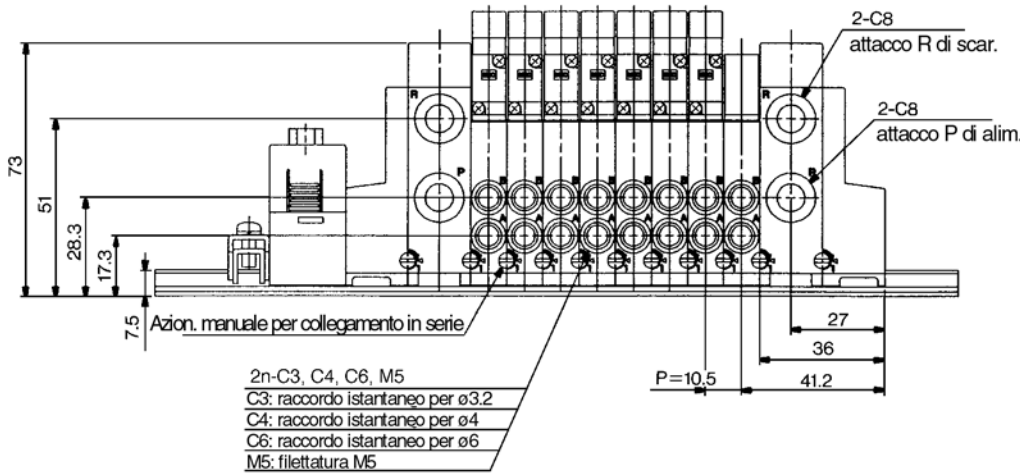 2-C8
attacco R di scar.
2-C8
attacco P di alim.
R
R
P
R
B B B B B B B B
A A A A A A A A
73
51
28.3
17.3
7.5
Azion. manuale per collegamento in serie
27
36
P=10.5
41.2
2n-C3, C4, C6, M5
C3: raccordo istantaneo per ø3.2
C4: raccordo istantaneo per ø4
C6: raccordo istantaneo per ø6
M5: filettatura M5